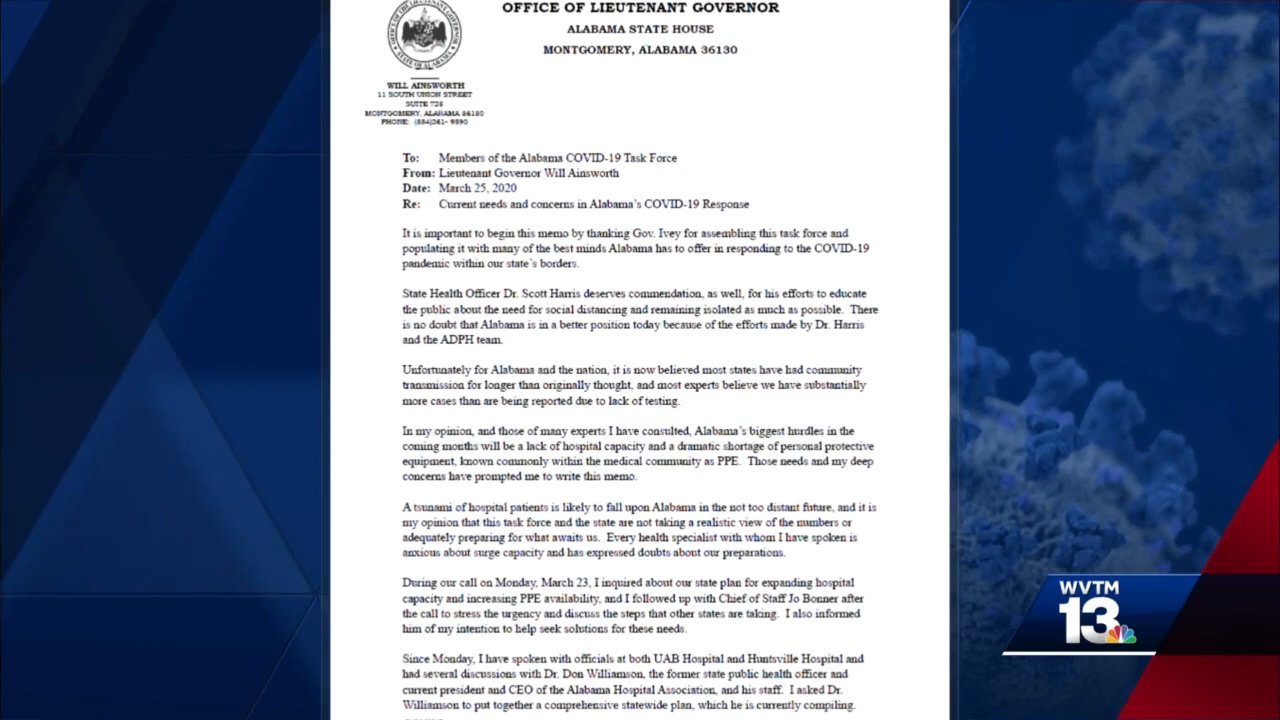 OFFICE OF LIEUTENANT GOVERNOR
ALABAMA STATE HOUSE
MONTGOMERY, ALABAMA 36130
WILL AINSWORTH
11 SOUTH UNION STREET
SUITE 725
MONTGOMERY, ALABAMA 36130
PHONE:
To: Members of the Alabama COVID-19 Task Force
From: Lieutenant Governor Will Ainsworth
Date: March 25, 2020
Re: Current needs and concerns in Alabama's COVID-19 Response
It is important to begin this memo by thanking Gov. Ivey for assembling this task force and
populating it with many of the best minds Alabama has to offer in responding to the COVID-19
pandemic within our state's borders.
State Health Officer Dr. Scott Harris deserves commendation, as well, for his efforts to educate
the public about the need for social distancing and remaining isolated as much as possible. There
is no doubt that Alabama is in a better position today because of the efforts made by Dr. Harris
and the ADPH team.
Unfortunately for Alabama and the nation, it is now believed most states have had community
transmission for longer than originally thought, and most experts believe we have substantially
more cases than are being reported due to lack of testing.
In my opinion, and those of many experts I have consulted, Alabama's biggest hurdles in the
coming months will be a lack of hospital capacity and a dramatic shortage of personal protective
equipment, known commonly within the medical community as PPE. Those needs and my deep
concerns have prompted me to write this memo.
A tsunami of hospital patients is likely to fall upon Alabama in the not too distant future, and it is
my opinion that this task force and the state are not taking a realistic view of the numbers or
adequately preparing for what awaits us. Every health specialist with whom I have spoken is
anxious about surge capacity and has expressed doubts about our preparations.
During our call on Monday, March 23, I inquired about our state plan for expanding hospital
capacity and increasing PPE availability, and I followed up with Chief of Staff Jo Bonner after
the call to stress the urgency and discuss the steps that other states are taking. I also informed
him of my intention to help seek solutions for these needs.
Since Monday, I have spoken with officials at both UAB Hospital and Huntsville Hospital and
had several discussions with Dr. Don Williamson, the former state public health officer and
current president and CEO of the Alabama Hospital Association, and his staff. I asked Dr.
Williamson to put together a comprehensive statewide plan, which he is currently compiling.
WVTM
13